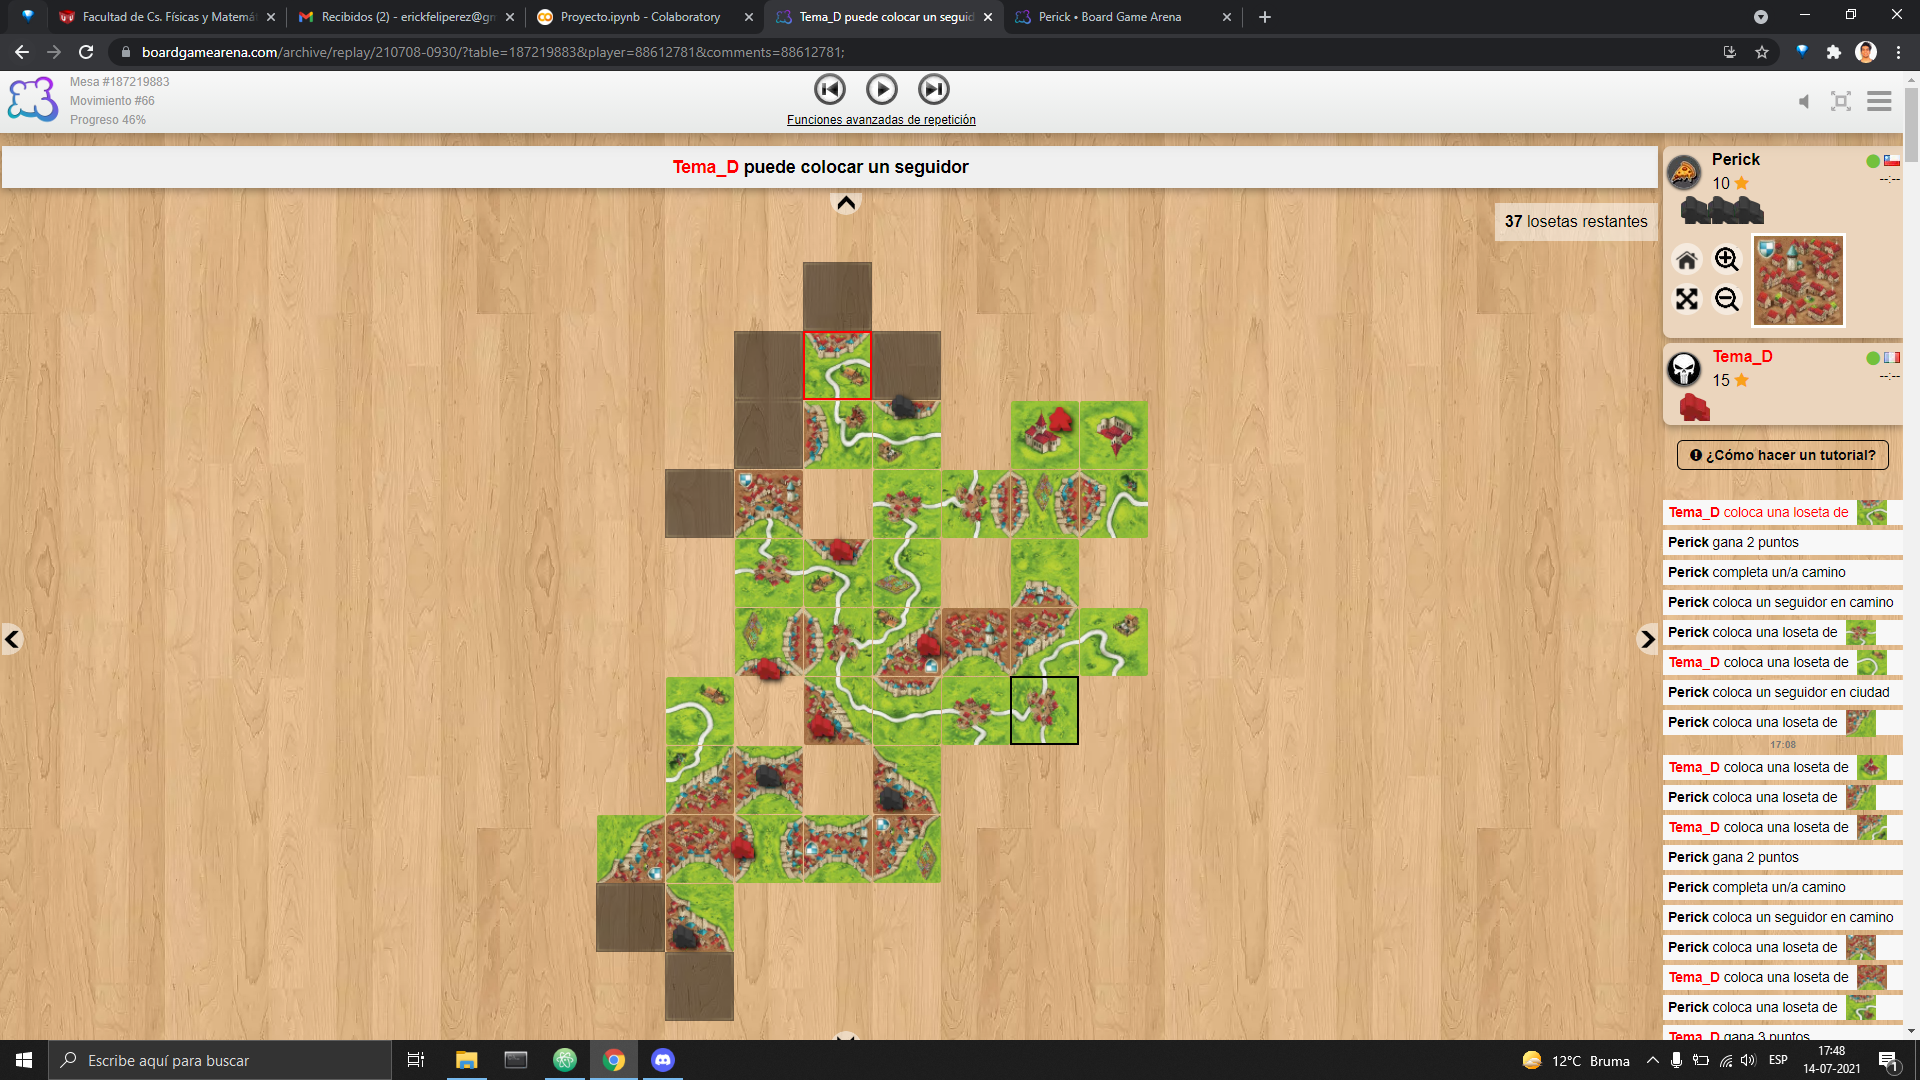 Facultad de Cs. Físicas y Matemát
Recibidos (2) - erickfeliperez@gm
Proyecto.ipynb - Colaboratory
Tema_D puede colocar un seguid
Perick • Board Game Arena
boardgamearena.com/archive/replay/210708-0930/?table=187219883&player=88612781&comments=88612781;
Mesa #187219883
Movimiento #66
Progreso 46%
Funciones avanzadas de repetición
Tema_D puede colocar un seguidor
37 losetas restantes
Perick
10
--:--
Tema_D
15
--:--
¿Cómo hacer un tutorial?
Tema_D coloca una loseta de
Perick gana 2 puntos
Perick completa un/a camino
Perick coloca un seguidor en camino
Perick coloca una loseta de
Tema_D coloca una loseta de
Perick coloca un seguidor en ciudad
Perick coloca una loseta de
17:08
Tema_D coloca una loseta de
Perick coloca una loseta de
Tema_D coloca una loseta de
Perick gana 2 puntos
Perick completa un/a camino
Perick coloca un seguidor en camino
Perick coloca una loseta de
Tema_D coloca una loseta de
Perick coloca una loseta de
Tema_D gana 3 puntos
Escribe aquí para buscar
12°C Bruma
ESP
17:48
14-07-2021
1